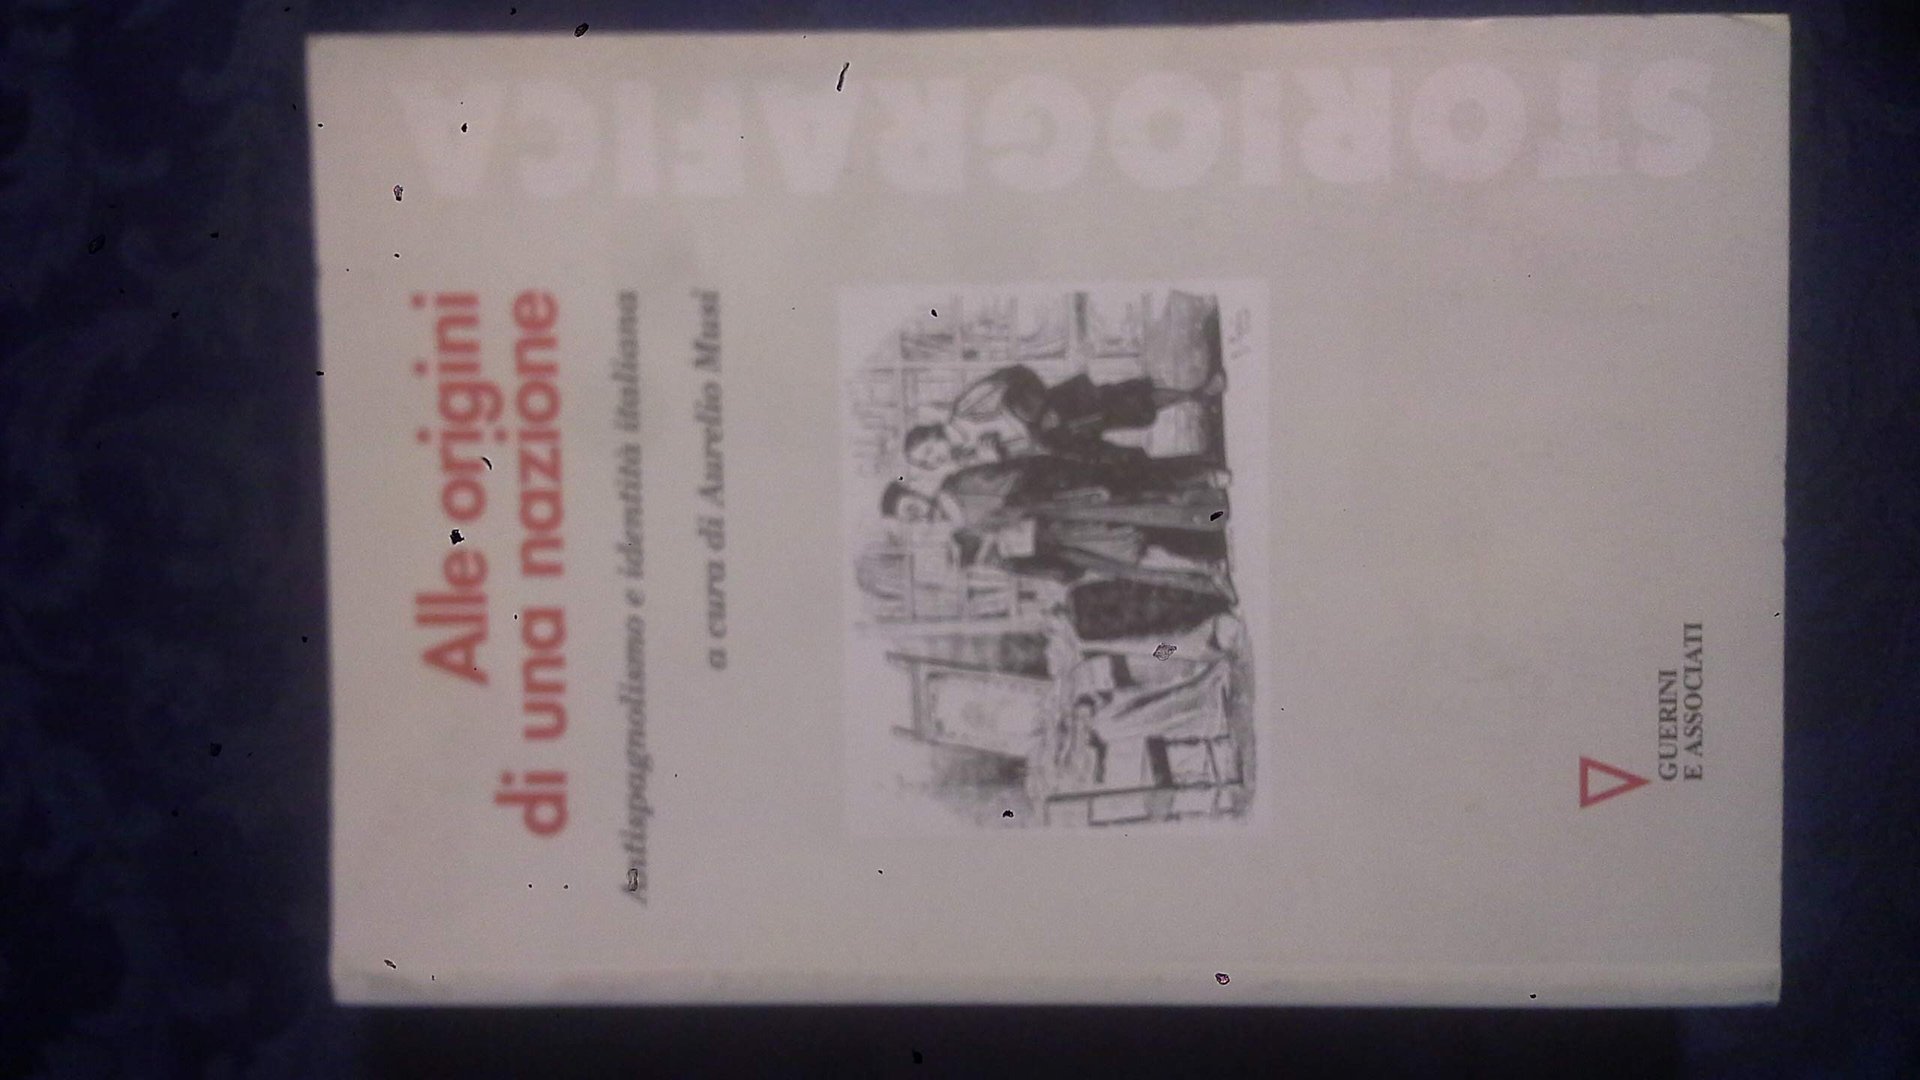 STORIOGRAFICA
Alle origini
di una nazione
Antispagnolismo e identità italiana
a cura di Aurelio Musi
GUERINI
E ASSOCIATI